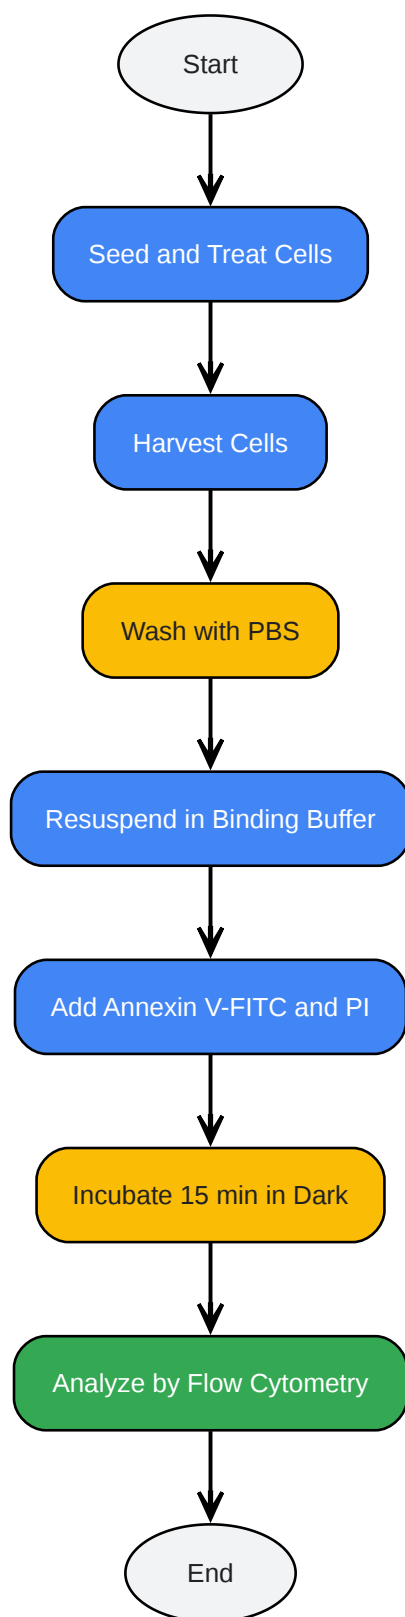 Start
Seed and Treat Cells
Harvest Cells
Wash with PBS
Resuspend in Binding Buffer
Add Annexin V-FITC and PI
Incubate 15 min in Dark
Analyze by Flow Cytometry
End